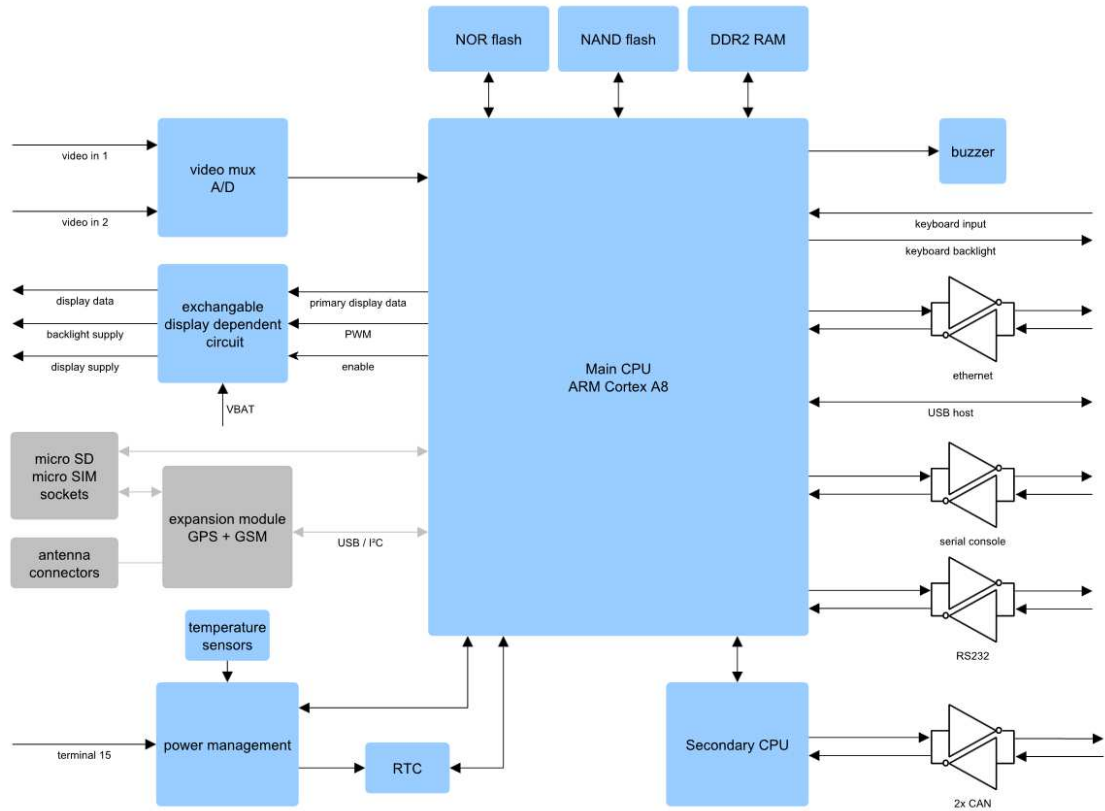 NOR flash
NAND flash
DDR2 RAM
video in 1
video in 2
video mux
A/D
buzzer
keyboard input
keyboard backlight
display data
backlight supply
display supply
exchangable
display dependent
circuit
primary display data
PWM
enable
VBAT
Main CPU
ARM Cortex A8
ethernet
USB host
micro SD
micro SIM
sockets
expansion module
GPS + GSM
USB / I²C
antenna
connectors
serial console
RS232
temperature
sensors
terminal 15
power management
RTC
Secondary CPU
2x CAN